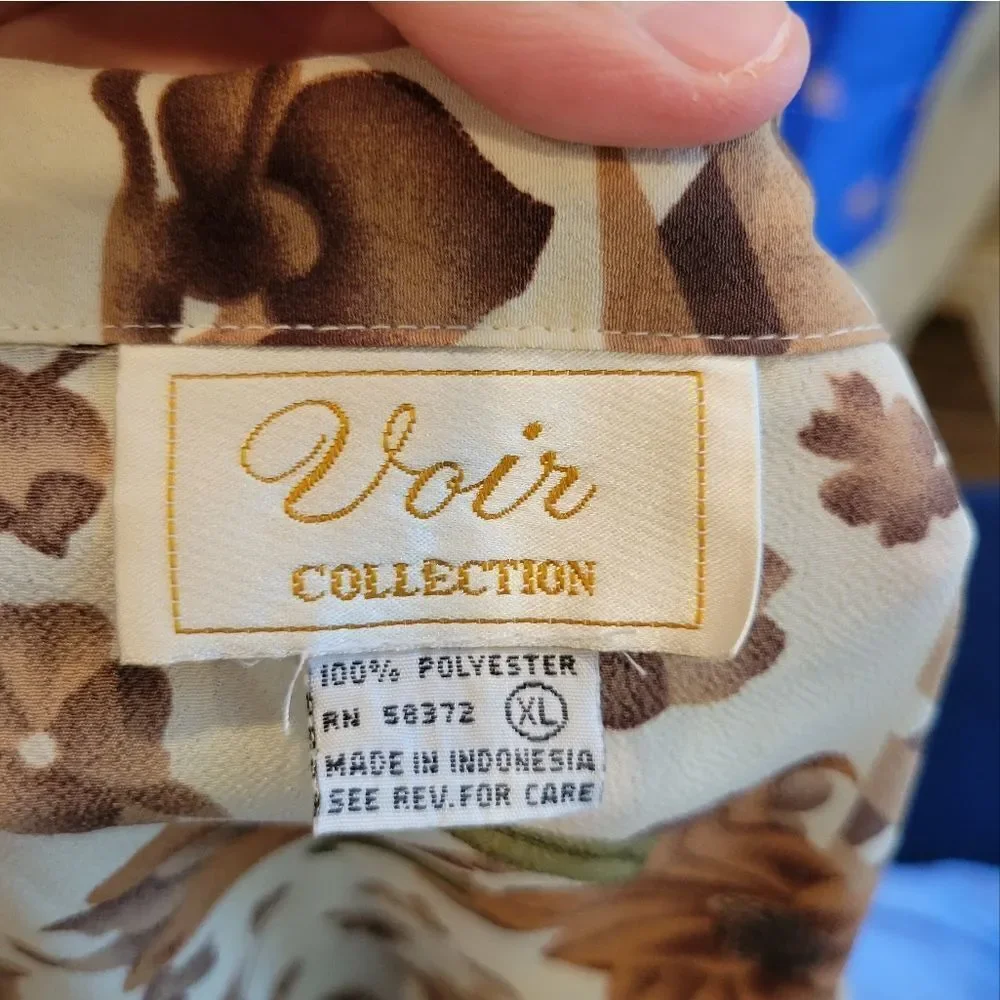 Voir
COLLECTION
100% POLYESTER
RN 58372 XL
MADE IN INDONESIA
SEE REV.FOR CARE